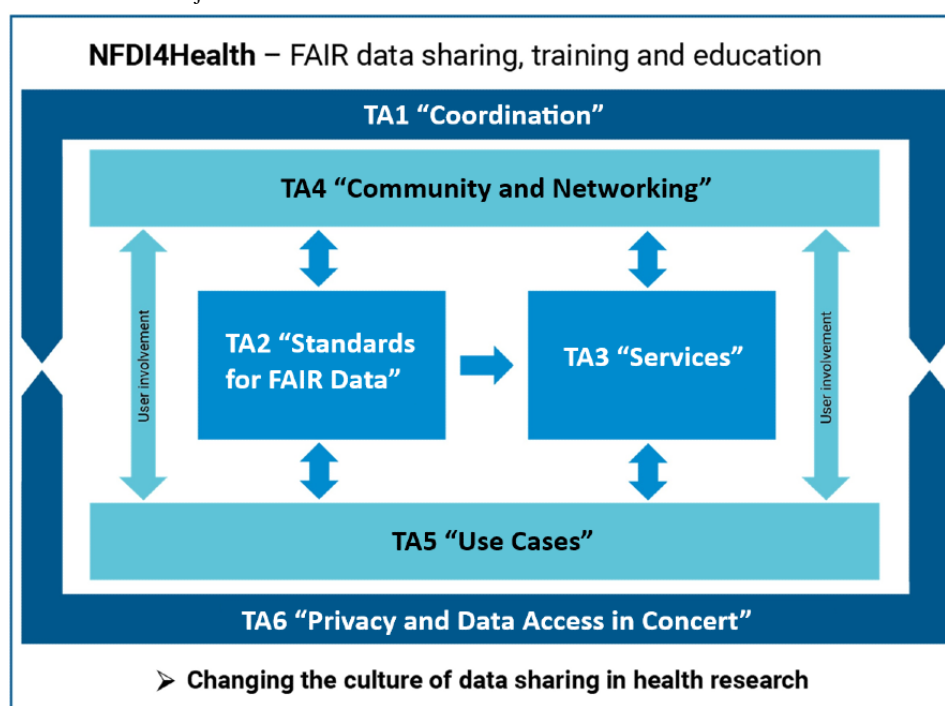 NFDI4Health – FAIR data sharing, training and education
TA1 “Coordination”
TA4 “Community and Networking”
User involvement
TA2 “Standards
for FAIR Data”
TA3 “Services”
User involvement
TA5 “Use Cases”
TA6 “Privacy and Data Access in Concert”
➢ Changing the culture of data sharing in health research